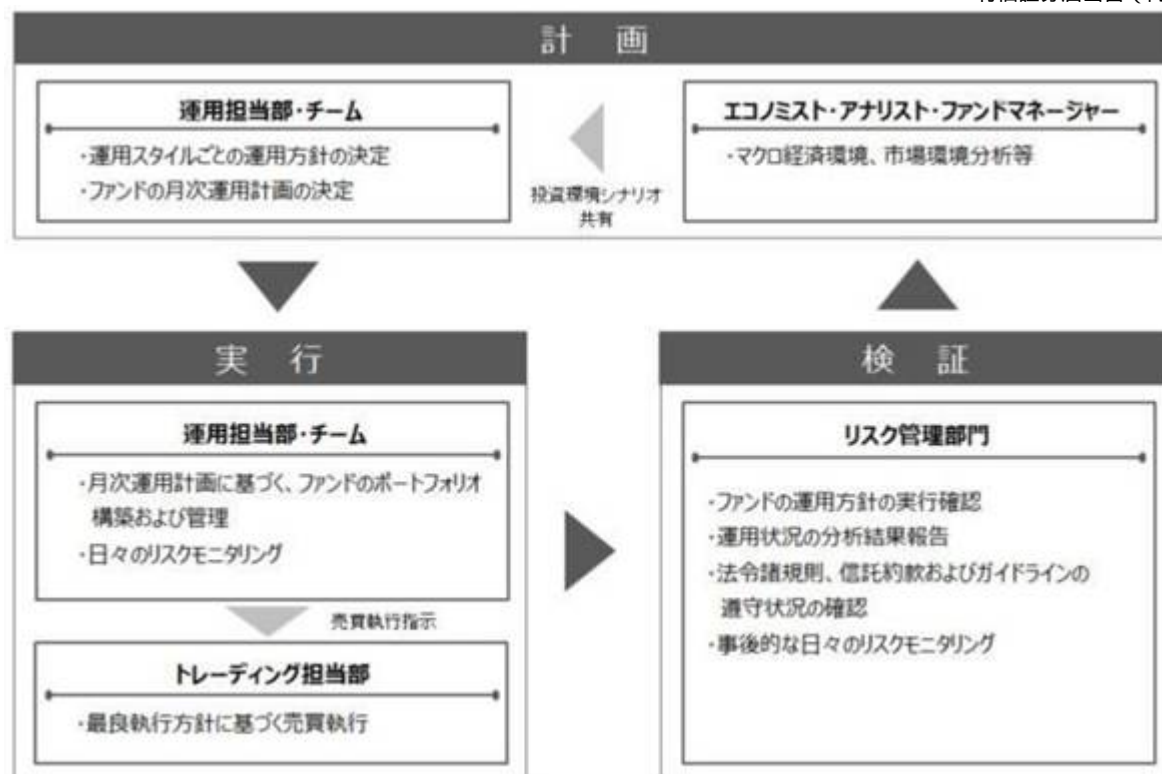 計 画
運用担当部・チーム
・運用スタイルごとの運用方針の決定
・ファンドの月次運用計画の決定
投資環境シナリオ
共有
エコノミスト・アナリスト・ファンドマネージャー
・マクロ経済環境、市場環境分析等
実 行
運用担当部・チーム
・月次運用計画に基づく、ファンドのポートフォリオ
構築および管理
・日々のリスクモニタリング
売買執行指示
トレーディング担当部
・最良執行方針に基づく売買執行
検 証
リスク管理部門
・ファンドの運用方針の実行確認
・運用状況の分析結果報告
・法令諸規則、信託約款およびガイドラインの
遵守状況の確認
・事後的な日々のリスクモニタリング